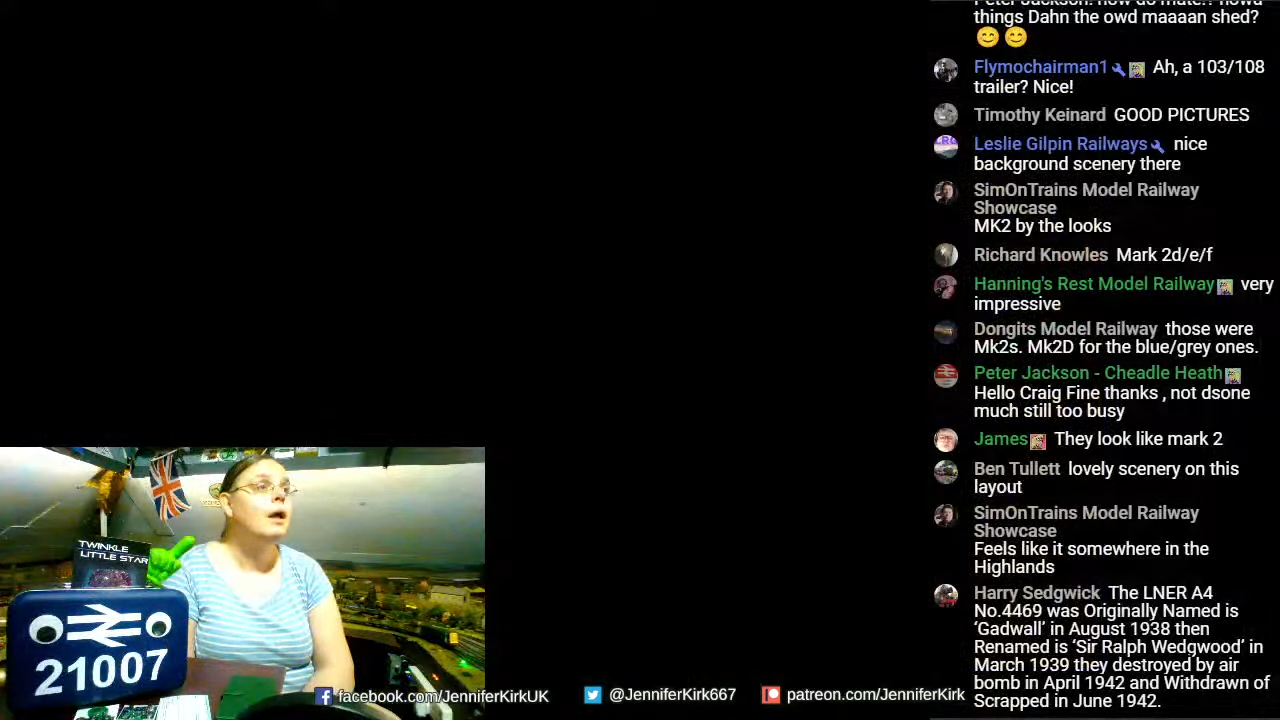 things Dahn the owd maaaan shed?
Flymochairman1 Ah, a 103/108
trailer? Nice!
Timothy Keinard GOOD PICTURES
Leslie Gilpin Railways nice
background scenery there
SimOnTrains Model Railway
Showcase
MK2 by the looks
Richard Knowles Mark 2d/e/f
Hanning's Rest Model Railway very
impressive
Dongits Model Railway those were
Mk2s. Mk2D for the blue/grey ones.
Peter Jackson - Cheadle Heath
Hello Craig Fine thanks , not dsone
much still too busy
James They look like mark 2
Ben Tullett lovely scenery on this
layout
SimOnTrains Model Railway
Showcase
Feels like it somewhere in the
Highlands
Harry Sedgwick The LNER A4
No.4469 was Originally Named is
‘Gadwall’ in August 1938 then
Renamed is ‘Sir Ralph Wedgwood’ in
March 1939 they destroyed by air
bomb in April 1942 and Withdrawn of
Scrapped in June 1942.
TWINKLE
LITTLE STAR
21007
facebook.com/JenniferKirkUK
@JenniferKirk667
patreon.com/JenniferKirk